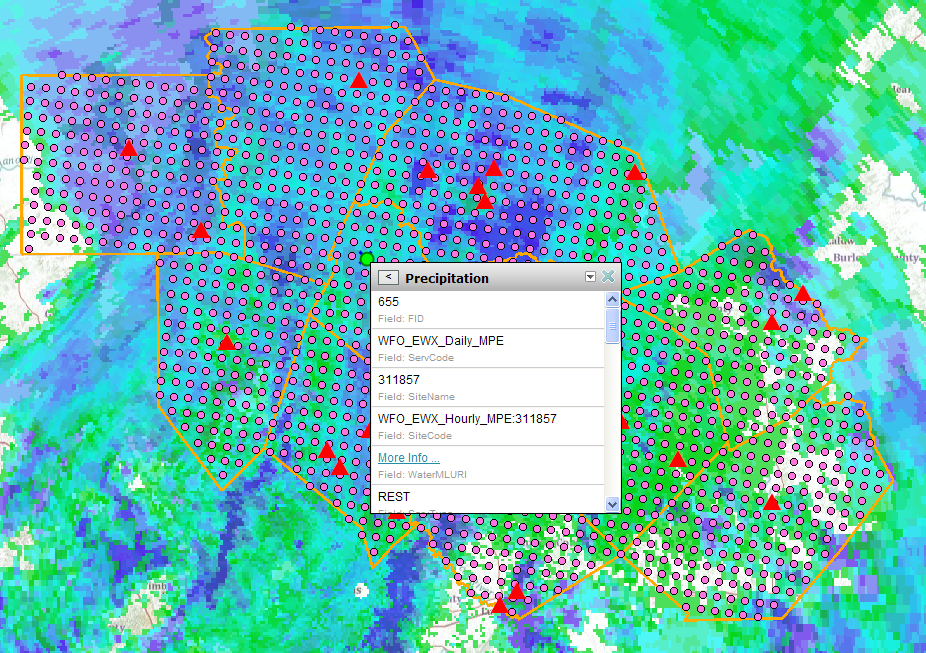 < Precipitation
655
Field: FID
WFO_EWX_Daily_MPE
Field: ServCode
311857
Field: SiteName
WFO_EWX_Hourly_MPE:311857
Field: SiteCode
More Info ...
Field: WaterMLURI
REST